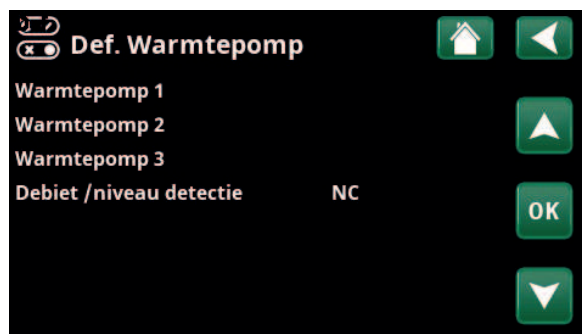 Def. Warmtepomp
Warmtepomp 1
Warmtepomp 2
Warmtepomp 3
Debiet /niveau detectie NC
OK